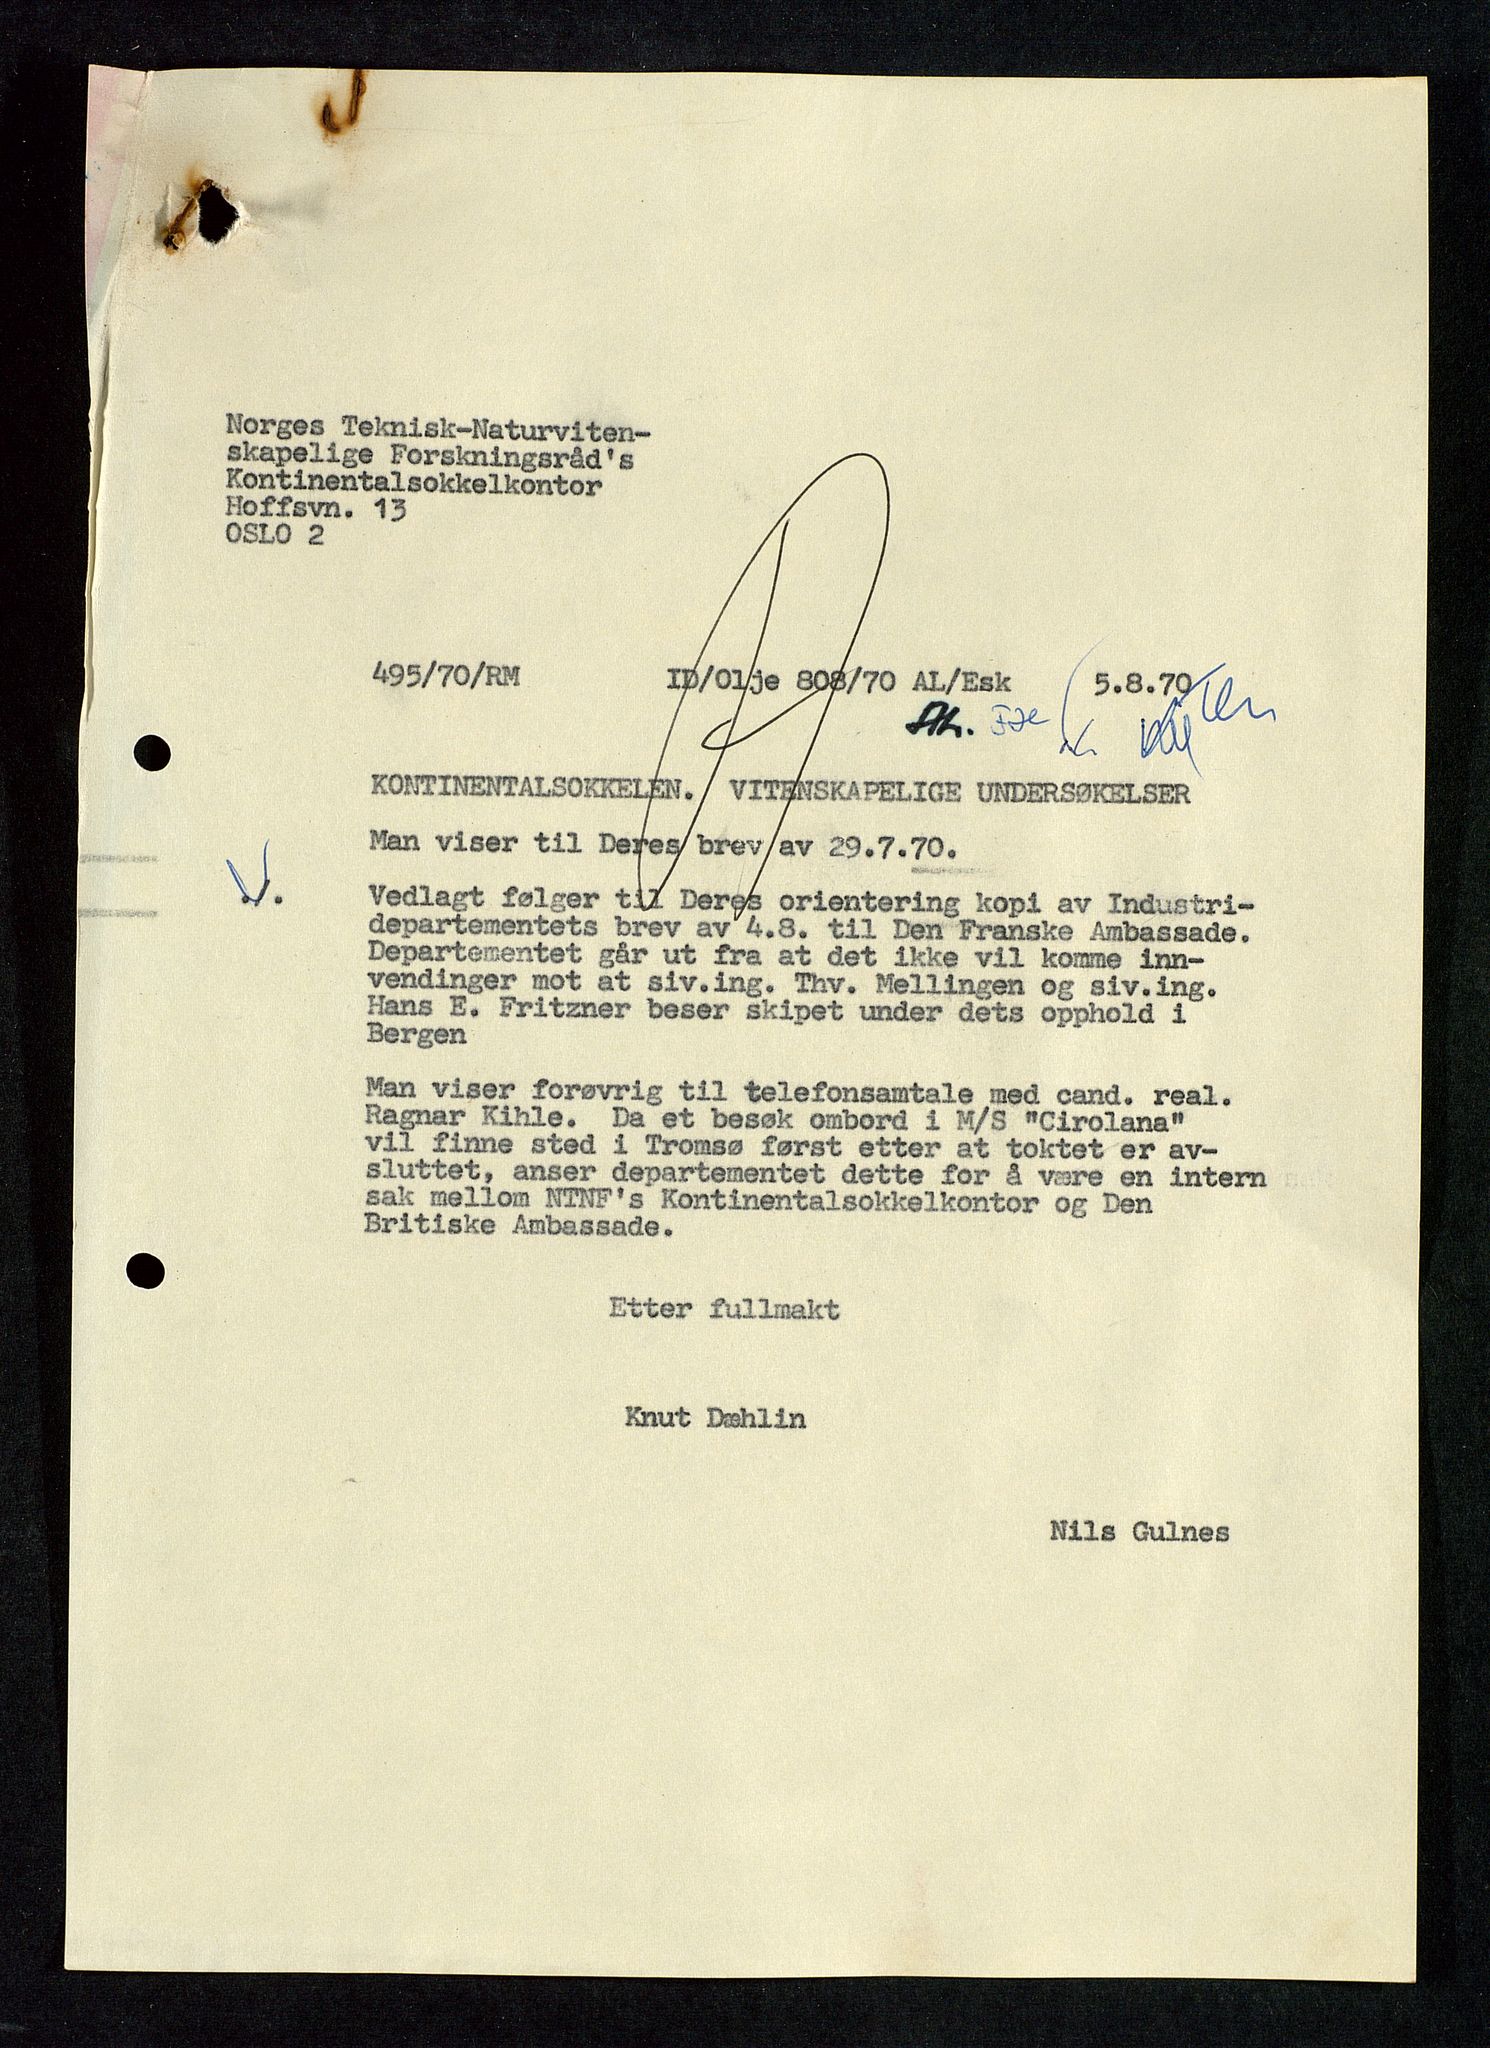 Norges Teknisk-Naturviten-
skapelige Forskningsråd's
Kontinentalsokkelkontor
Hoffsvn. 13
OSLO 2
495/70/RM ID/Olje 808/70 AL/Esk 5.8.70
KONTINENTALSOKKELEN. VITENSKAPELIGE UNDERSØKELSER
Man viser til Deres brev av 29.7.70.
Vedlagt følger til Deres orientering kopi av Industri-
departementets brev av 4.8. til Den Franske Ambassade.
Departementet går ut fra at det ikke vil komme inn-
vendinger mot at siv.ing. Thv. Mellingen og siv.ing.
Hans E. Fritzner beser skipet under dets opphold i
Bergen
Man viser forøvrig til telefonsamtale med cand. real.
Ragnar Kihle. Da et besøk ombord i M/S "Cirolana"
vil finne sted i Tromsø først etter at toktet er av-
sluttet, anser departementet dette for å være en intern
sak mellom NTNF's Kontinentalsokkelkontor og Den
Britiske Ambassade.
Etter fullmakt
Knut Dæhlin
Nils Gulnes